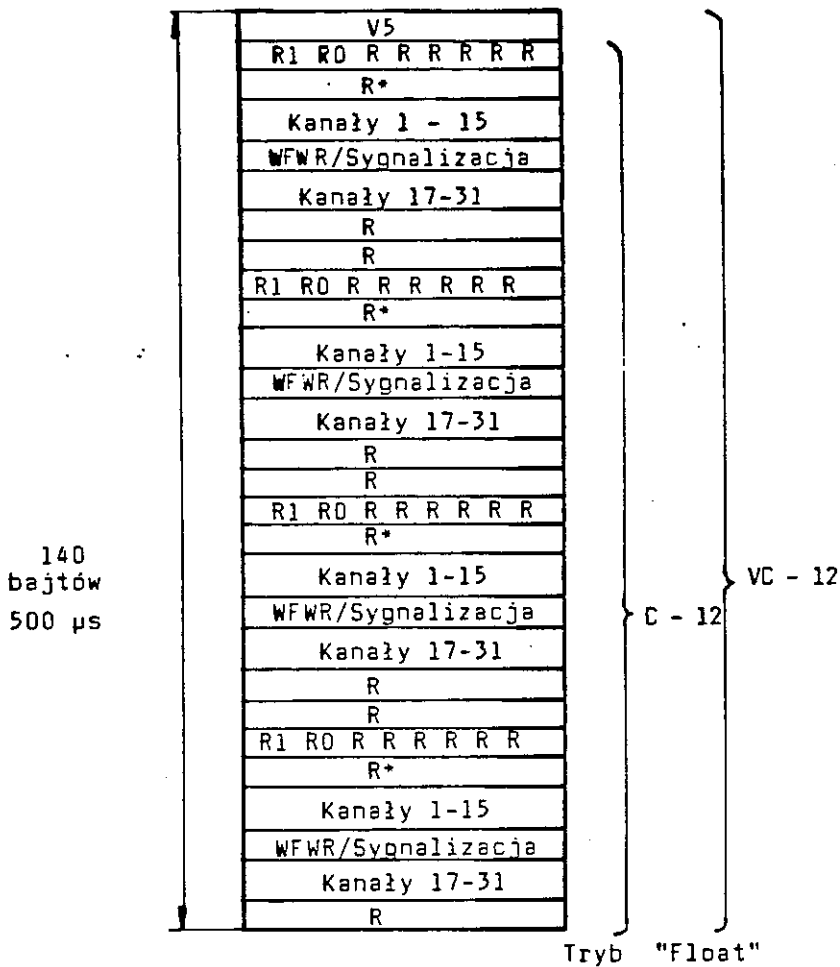 V5
R1 R0 R R R R R R
R*
Kanały 1 - 15
WFWR/Sygnalizacja
Kanały 17-31
R
R
R1 R0 R R R R R R
R*
Kanały 1-15
WFWR/Sygnalizacja
Kanały 17-31
R
R
R1 R0 R R R R R R
R*
Kanały 1-15
WFWR/Sygnalizacja
Kanały 17-31
R
R
R1 R0 R R R R R R
R*
Kanały 1-15
WFWR/Sygnalizacja
Kanały 17-31
R
140
bajtów
500 µs
C - 12
VC - 12
Tryb "Float"